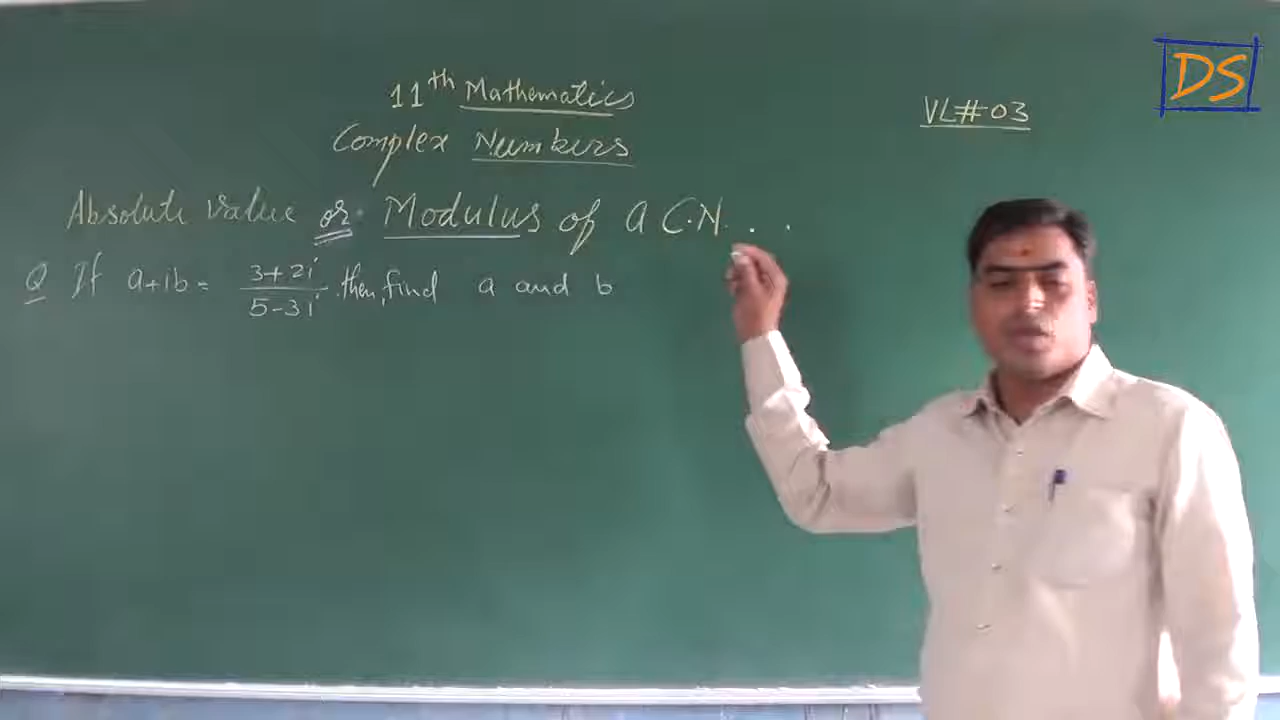 DS
11th Mathematics
VL#03
Complex Numbers
Absolute Value or Modulus of a C.N. . .
Q If a+ib = 3+2i / 5-3i then, find a and b